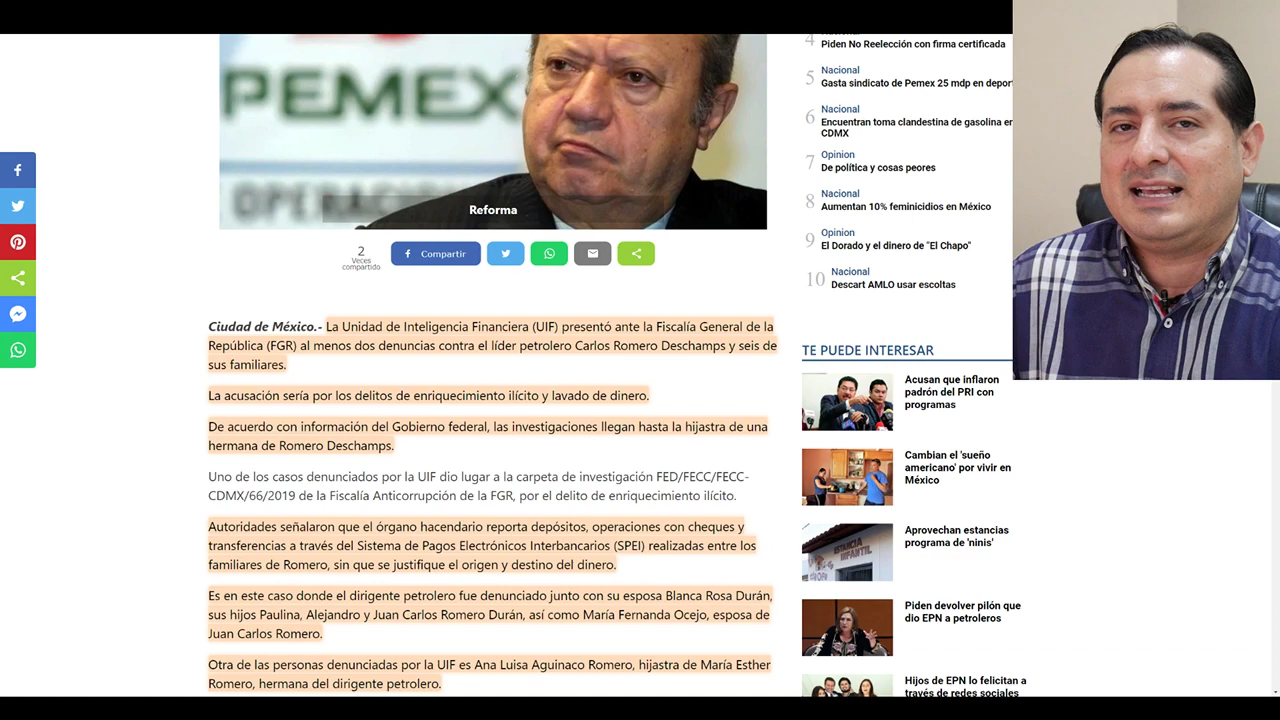 PEMEX
Reforma
2
Veces
compartido
Compartir
Ciudad de México.- La Unidad de Inteligencia Financiera (UIF) presentó ante la Fiscalía General de la
República (FGR) al menos dos denuncias contra el líder petrolero Carlos Romero Deschamps y seis de
sus familiares.
La acusación sería por los delitos de enriquecimiento ilícito y lavado de dinero.
De acuerdo con información del Gobierno federal, las investigaciones llegan hasta la hijastra de una
hermana de Romero Deschamps.
Uno de los casos denunciados por la UIF dio lugar a la carpeta de investigación FED/FECC/FECC-
CDMX/66/2019 de la Fiscalía Anticorrupción de la FGR, por el delito de enriquecimiento ilícito.
Autoridades señalaron que el órgano hacendario reporta depósitos, operaciones con cheques y
transferencias a través del Sistema de Pagos Electrónicos Interbancarios (SPEI) realizadas entre los
familiares de Romero, sin que se justifique el origen y destino del dinero.
Es en este caso donde el dirigente petrolero fue denunciado junto con su esposa Blanca Rosa Durán,
sus hijos Paulina, Alejandro y Juan Carlos Romero Durán, así como María Fernanda Ocejo, esposa de
Juan Carlos Romero.
Otra de las personas denunciadas por la UIF es Ana Luisa Aguinaco Romero, hijastra de María Esther
Romero, hermana del dirigente petrolero.
4
Piden No Reelección con firma certificada
5
Nacional
Gasta sindicato de Pemex 25 mdp en depor
6
Nacional
Encuentran toma clandestina de gasolina en
CDMX
7
Opinion
De política y cosas peores
8
Nacional
Aumentan 10% feminicidios en México
9
Opinion
El Dorado y el dinero de "El Chapo"
10
Nacional
Descart AMLO usar escoltas
TE PUEDE INTERESAR
Acusan que inflaron
padrón del PRI con
programas
Cambian el 'sueño
americano' por vivir en
México
ESTANCIA
INFANTIL
Aprovechan estancias
programa de 'ninis'
Piden devolver pilón que
dio EPN a petroleros
Hijos de EPN lo felicitan a
través de redes sociales